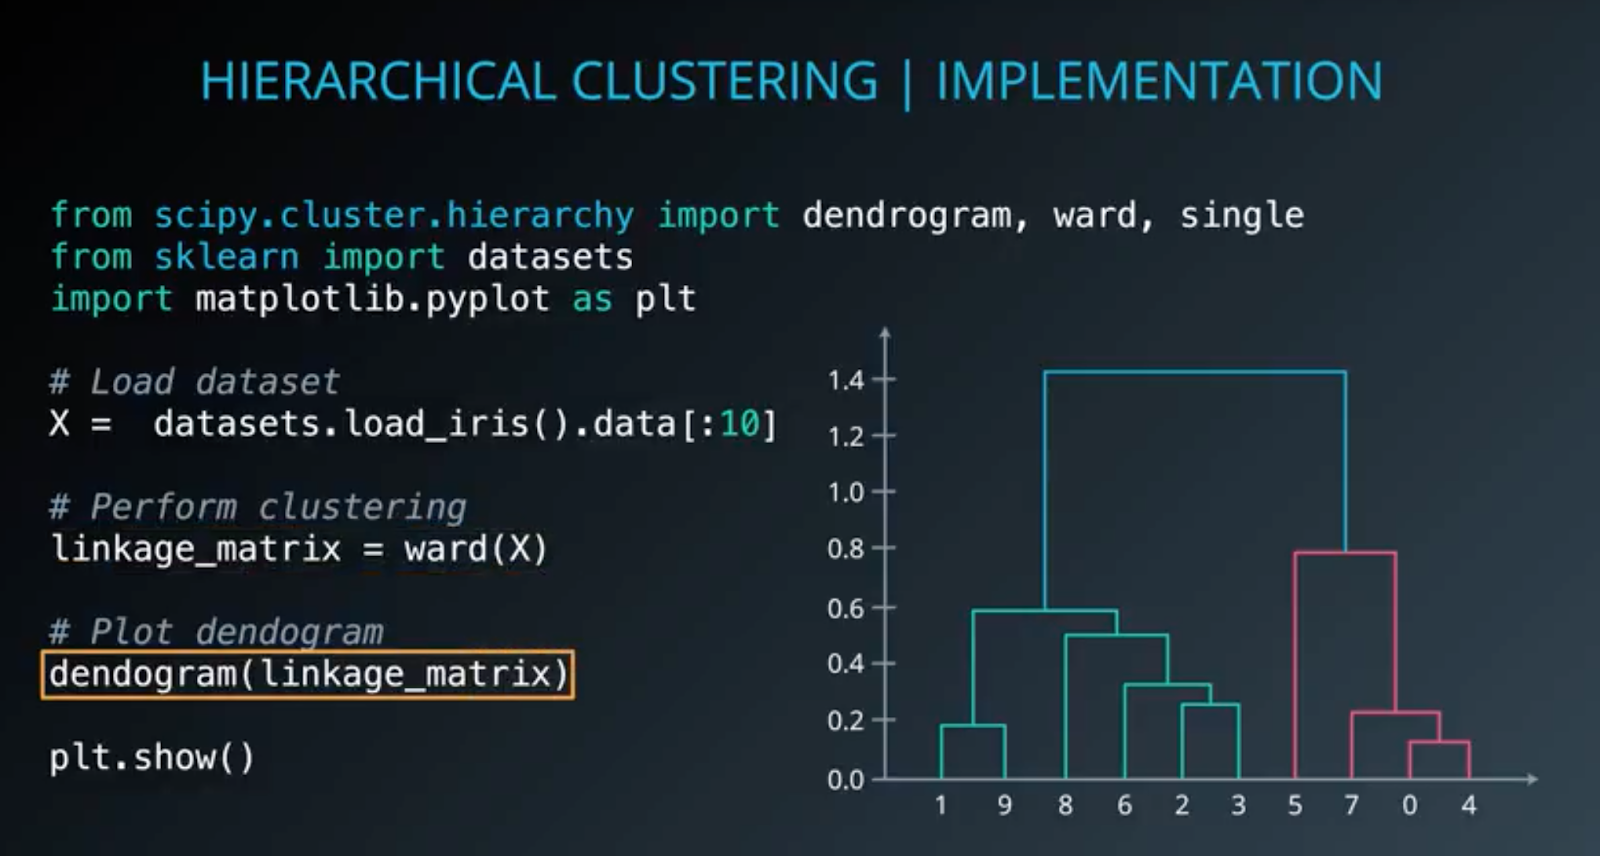 HIERARCHICAL CLUSTERING | IMPLEMENTATION
from scipy.cluster.hierarchy import dendrogram, ward, single
from sklearn import datasets
import matplotlib.pyplot as plt
# Load dataset
X =  datasets.load_iris().data[:10]
# Perform clustering
linkage_matrix = ward(X)
# Plot dendogram
dendogram(linkage_matrix)
plt.show()
1.4
1.2
1.0
0.8
0.6
0.4
0.2
0.0
1 9 8 6 2 3 5 7 0 4